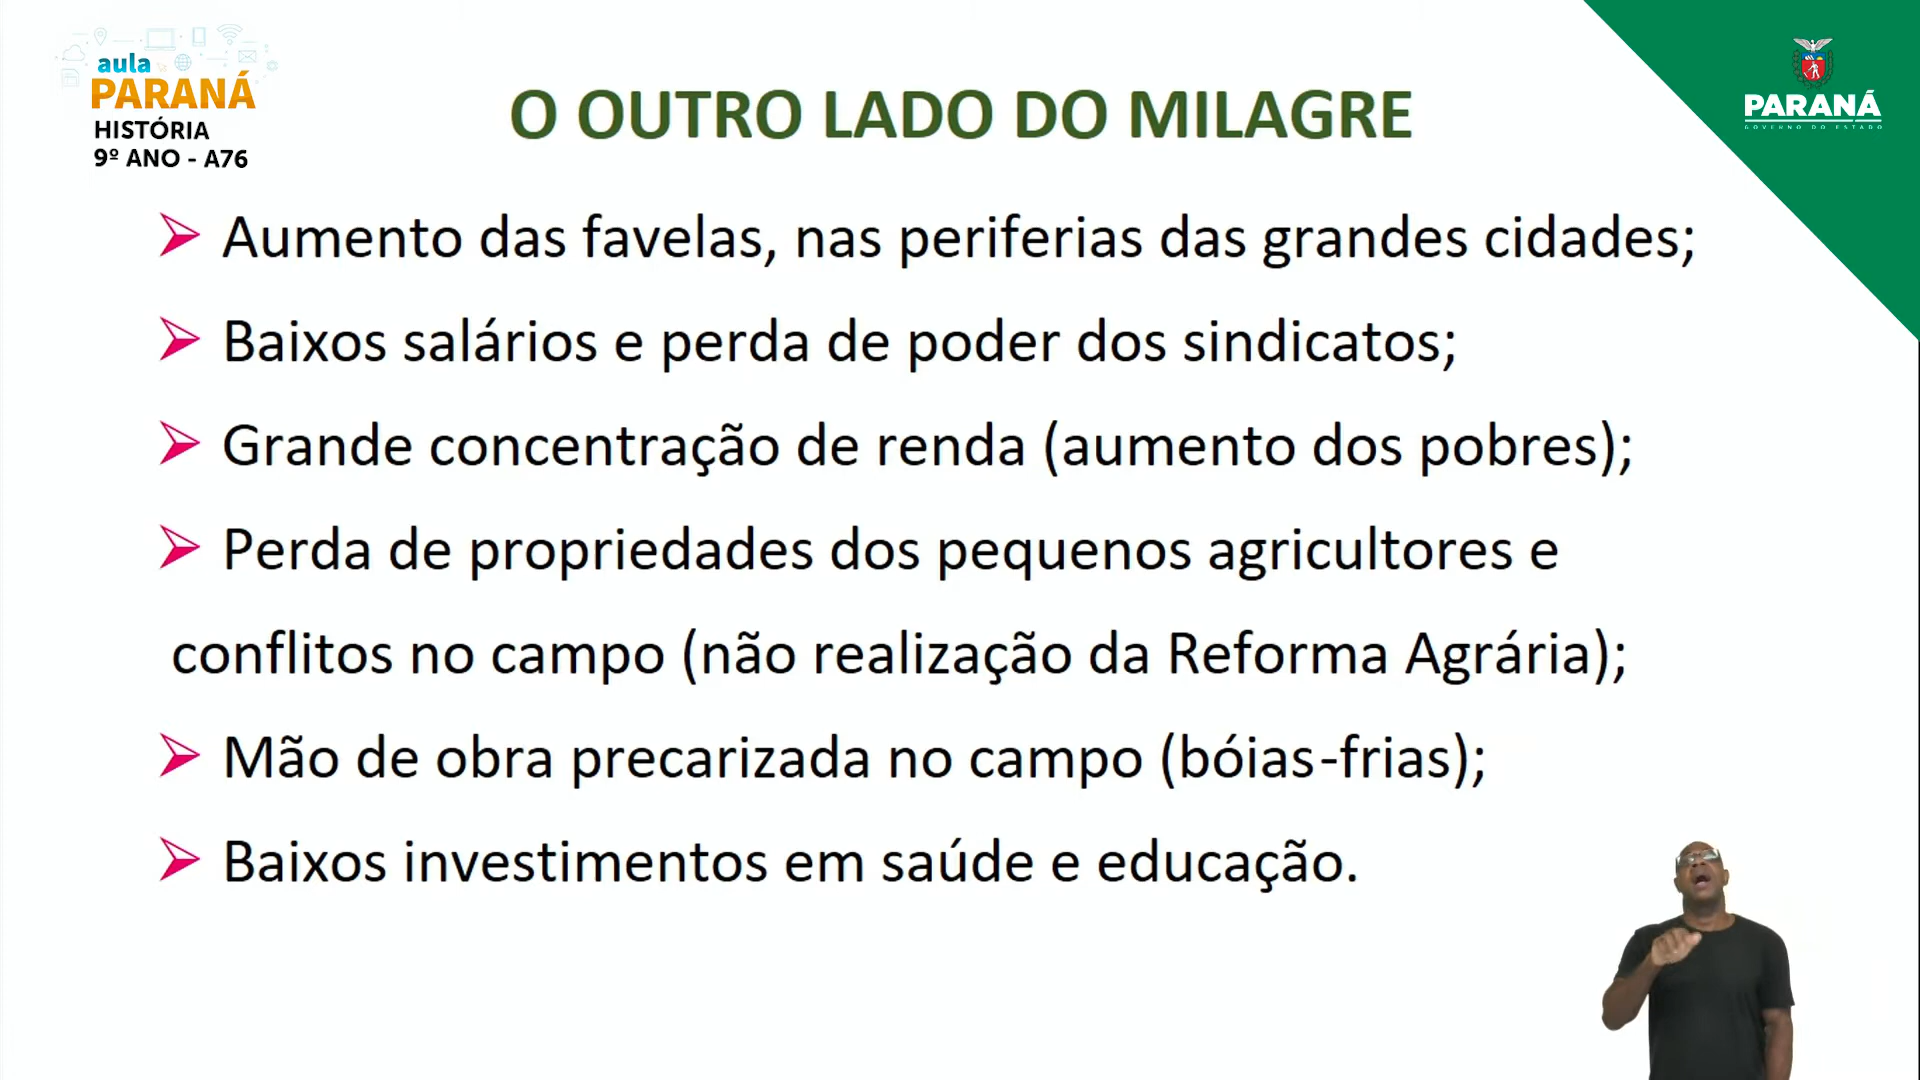 aula
PARANÁ
HISTÓRIA
9º ANO - A76
PARANÁ
GOVERNO DO ESTADO
O OUTRO LADO DO MILAGRE
Aumento das favelas, nas periferias das grandes cidades;
Baixos salários e perda de poder dos sindicatos;
Grande concentração de renda (aumento dos pobres);
Perda de propriedades dos pequenos agricultores e
conflitos no campo (não realização da Reforma Agrária);
Mão de obra precarizada no campo (bóias-frias);
Baixos investimentos em saúde e educação.